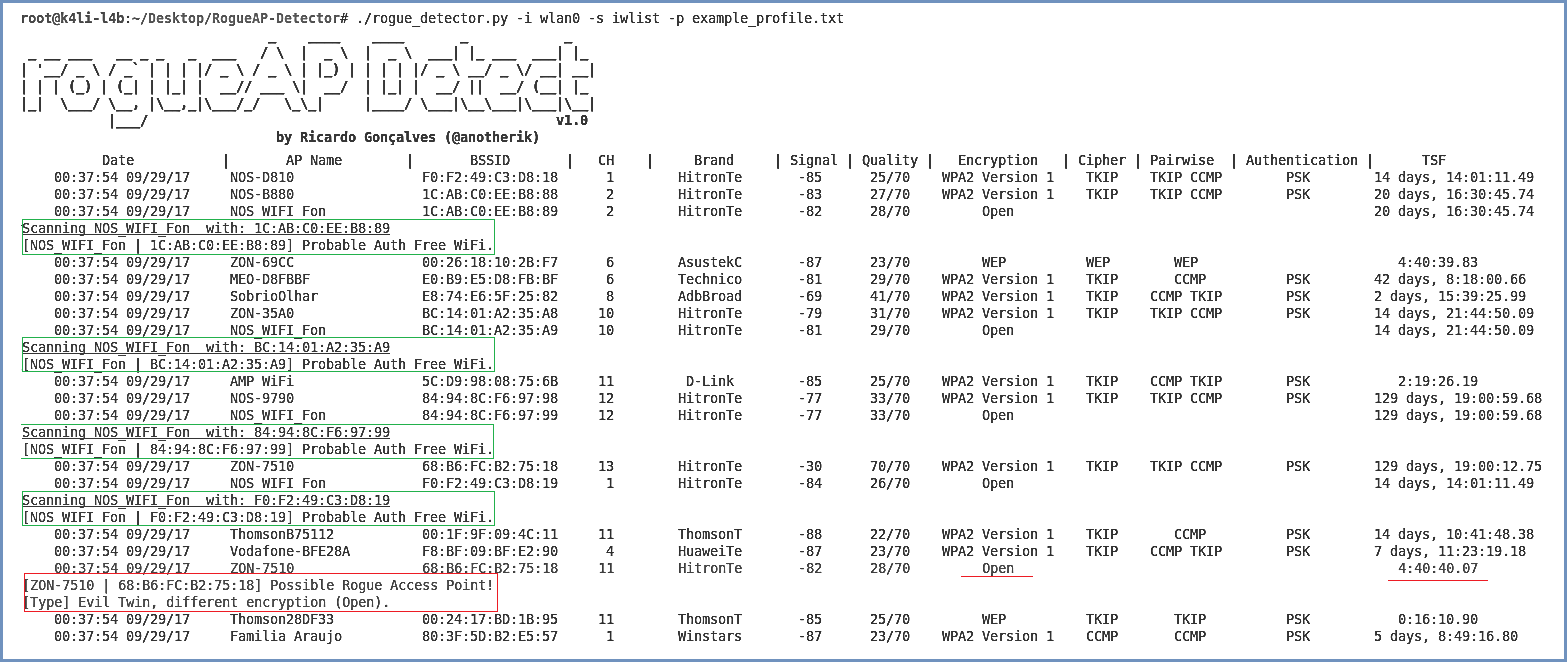 root@k4li-l4b:~/Desktop/RogueAP-Detector# ./rogue_detector.py -i wlan0 -s iwlist -p example_profile.txt
rogueAP Detect
v1.0
by Ricardo Gonçalves (@anotherik)
Date | AP Name | BSSID | CH | Brand | Signal | Quality | Encryption | Cipher | Pairwise | Authentication | TSF
00:37:54 09/29/17 NOS-D810 F0:F2:49:C3:D8:18 1 HitronTe -85 25/70 WPA2 Version 1 TKIP TKIP CCMP PSK 14 days, 14:01:11.49
00:37:54 09/29/17 NOS-B880 1C:AB:C0:EE:B8:88 2 HitronTe -83 27/70 WPA2 Version 1 TKIP TKIP CCMP PSK 20 days, 16:30:45.74
00:37:54 09/29/17 NOS_WIFI_Fon 1C:AB:C0:EE:B8:89 2 HitronTe -82 28/70 Open 20 days, 16:30:45.74
Scanning NOS_WIFI_Fon with: 1C:AB:C0:EE:B8:89
[NOS_WIFI_Fon | 1C:AB:C0:EE:B8:89] Probable Auth Free WiFi.
00:37:54 09/29/17 ZON-69CC 00:26:18:10:2B:F7 6 AsustekC -87 23/70 WEP WEP WEP 4:40:39.83
00:37:54 09/29/17 MEO-D8FBBF E0:B9:E5:D8:FB:BF 6 Technico -81 29/70 WPA2 Version 1 TKIP CCMP PSK 42 days, 8:18:00.66
00:37:54 09/29/17 SobrioOlhar E8:74:E6:5F:25:82 8 AdbBroad -69 41/70 WPA2 Version 1 TKIP CCMP TKIP PSK 2 days, 15:39:25.99
00:37:54 09/29/17 ZON-35A0 BC:14:01:A2:35:A8 10 HitronTe -79 31/70 WPA2 Version 1 TKIP TKIP CCMP PSK 14 days, 21:44:50.09
00:37:54 09/29/17 NOS_WIFI_Fon BC:14:01:A2:35:A9 10 HitronTe -81 29/70 Open 14 days, 21:44:50.09
Scanning NOS_WIFI_Fon with: BC:14:01:A2:35:A9
[NOS_WIFI_Fon | BC:14:01:A2:35:A9] Probable Auth Free WiFi.
00:37:54 09/29/17 AMP WiFi 5C:D9:98:08:75:6B 11 D-Link -85 25/70 WPA2 Version 1 TKIP CCMP TKIP PSK 2:19:26.19
00:37:54 09/29/17 NOS-9790 84:94:8C:F6:97:98 12 HitronTe -77 33/70 WPA2 Version 1 TKIP TKIP CCMP PSK 129 days, 19:00:59.68
00:37:54 09/29/17 NOS_WIFI_Fon 84:94:8C:F6:97:99 12 HitronTe -77 33/70 Open 129 days, 19:00:59.68
Scanning NOS_WIFI_Fon with: 84:94:8C:F6:97:99
[NOS_WIFI_Fon | 84:94:8C:F6:97:99] Probable Auth Free WiFi.
00:37:54 09/29/17 ZON-7510 68:B6:FC:B2:75:18 13 HitronTe -30 70/70 WPA2 Version 1 TKIP TKIP CCMP PSK 129 days, 19:00:12.75
00:37:54 09/29/17 NOS_WIFI_Fon F0:F2:49:C3:D8:19 1 HitronTe -84 26/70 Open 14 days, 14:01:11.49
Scanning NOS_WIFI_Fon with: F0:F2:49:C3:D8:19
[NOS_WIFI_Fon | F0:F2:49:C3:D8:19] Probable Auth Free WiFi.
00:37:54 09/29/17 ThomsonB75112 00:1F:9F:09:4C:11 11 ThomsonT -88 22/70 WPA2 Version 1 TKIP CCMP PSK 14 days, 10:41:48.38
00:37:54 09/29/17 Vodafone-BFE28A F8:BF:09:BF:E2:90 4 HuaweiTe -87 23/70 WPA2 Version 1 TKIP CCMP TKIP PSK 7 days, 11:23:19.18
00:37:54 09/29/17 ZON-7510 68:B6:FC:B2:75:18 11 HitronTe -82 28/70 Open 4:40:40.07
[ZON-7510 | 68:B6:FC:B2:75:18] Possible Rogue Access Point!
[Type] Evil Twin, different encryption (Open).
00:37:54 09/29/17 Thomson28DF33 00:24:17:BD:1B:95 11 ThomsonT -85 25/70 WEP TKIP TKIP PSK 0:16:10.90
00:37:54 09/29/17 Familia Araujo 80:3F:5D:B2:E5:57 1 Winstars -87 23/70 WPA2 Version 1 CCMP CCMP PSK 5 days, 8:49:16.80